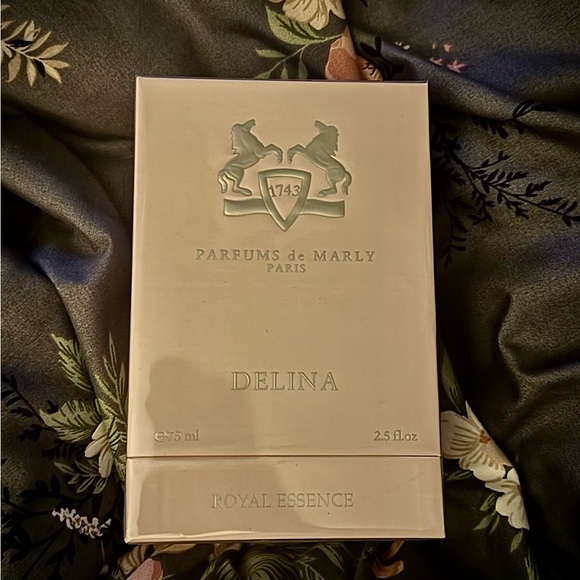 1743
PARFUMS de MARLY
PARIS
DELINA
℮75 ml 2.5 fl.oz
ROYAL ESSENCE